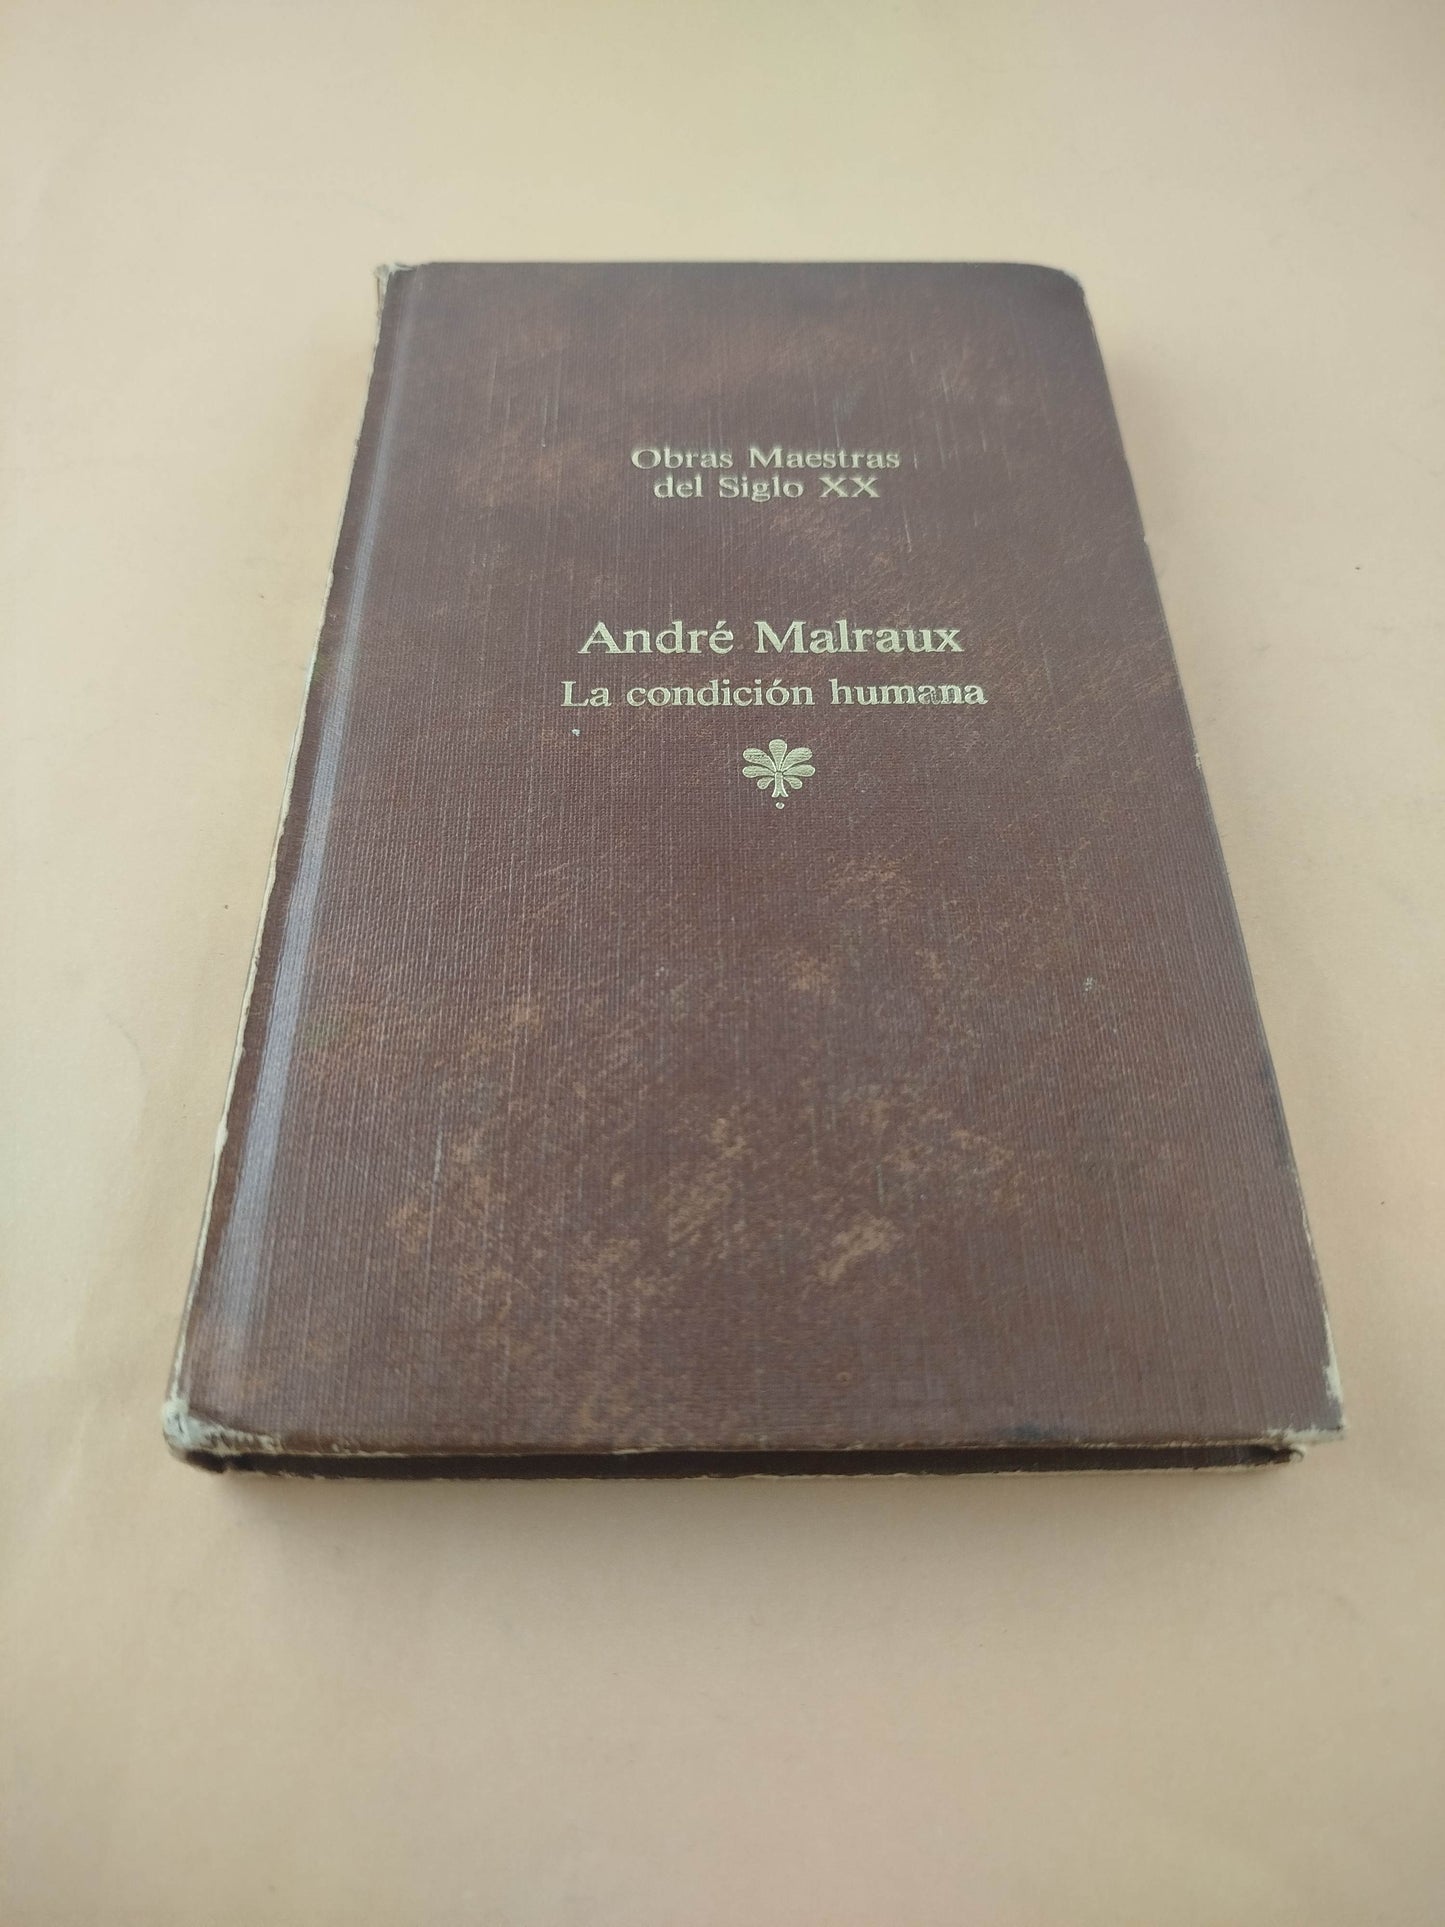 Obras Maestras
del Siglo XX
André Malraux
La condición humana